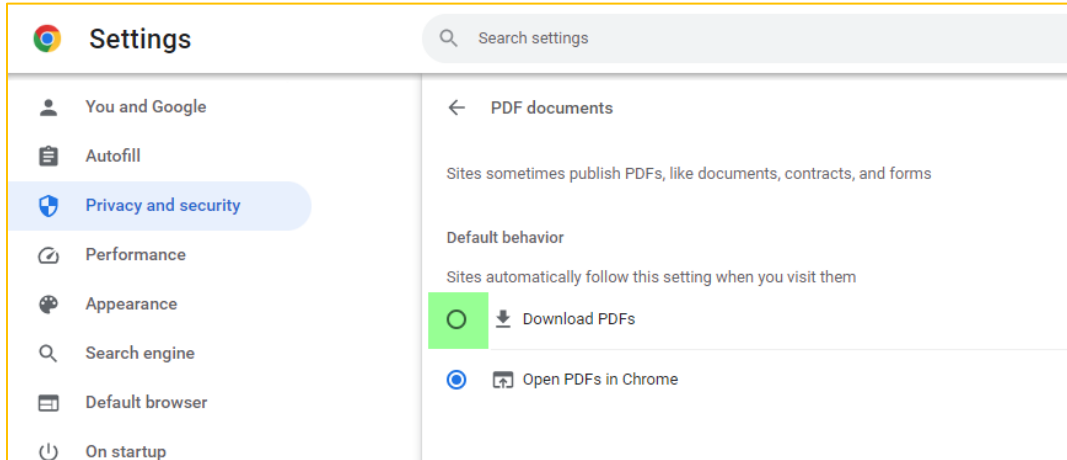 Settings
Search settings
You and Google
Autofill
Privacy and security
Performance
Appearance
Search engine
Default browser
On startup
PDF documents
Sites sometimes publish PDFs, like documents, contracts, and forms
Default behavior
Sites automatically follow this setting when you visit them
Download PDFs
Open PDFs in Chrome